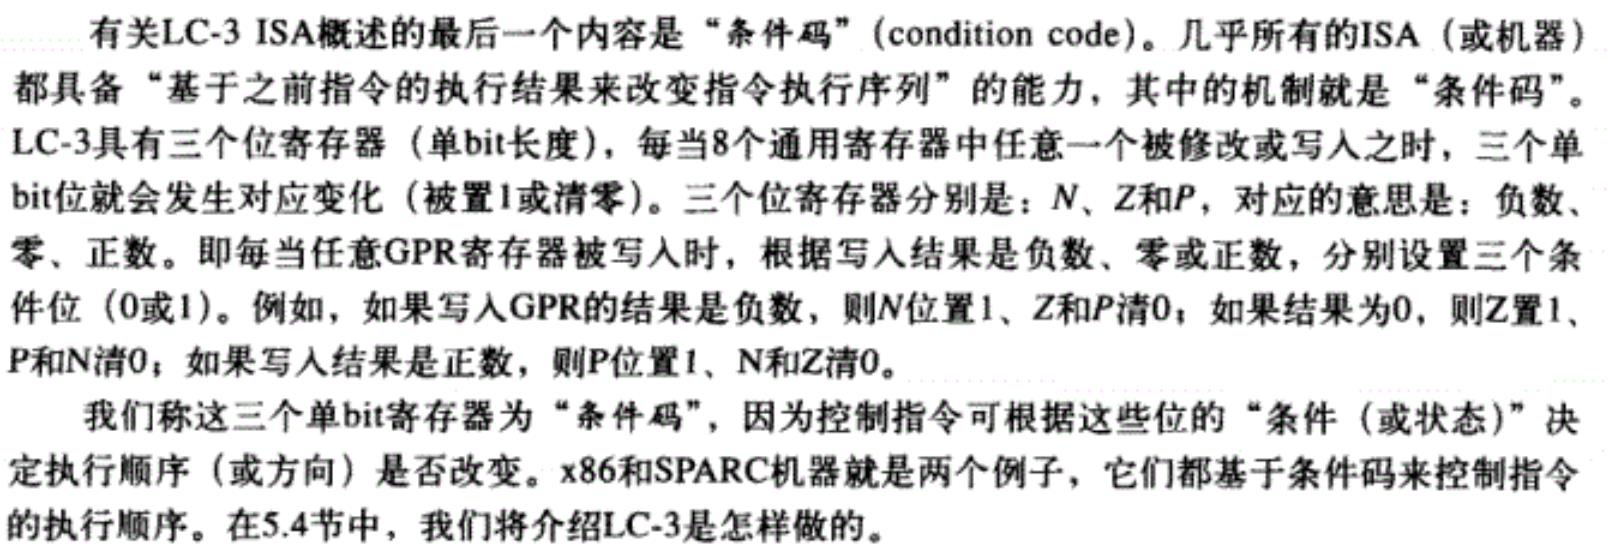 有关LC-3 ISA概述的最后一个内容是“条件码”（condition code）。几乎所有的ISA（或机器）
都具备“基于之前指令的执行结果来改变指令执行序列”的能力，其中的机制就是“条件码”。
LC-3具有三个位寄存器（单bit长度），每当8个通用寄存器中任意一个被修改或写入之时，三个单
bit位就会发生对应变化（被置1或清零）。三个位寄存器分别是：N、Z和P，对应的意思是：负数、
零、正数。即每当任意GPR寄存器被写入时，根据写入结果是负数、零或正数，分别设置三个条
件位（0或1）。例如，如果写入GPR的结果是负数，则N位置1、Z和P清0；如果结果为0，则Z置1、
P和N清0；如果写入结果是正数，则P位置1、N和Z清0。
我们称这三个单bit寄存器为“条件码”，因为控制指令可根据这些位的“条件（或状态）”决
定执行顺序（或方向）是否改变。x86和SPARC机器就是两个例子，它们都基于条件码来控制指令
的执行顺序。在5.4节中，我们将介绍LC-3是怎样做的。